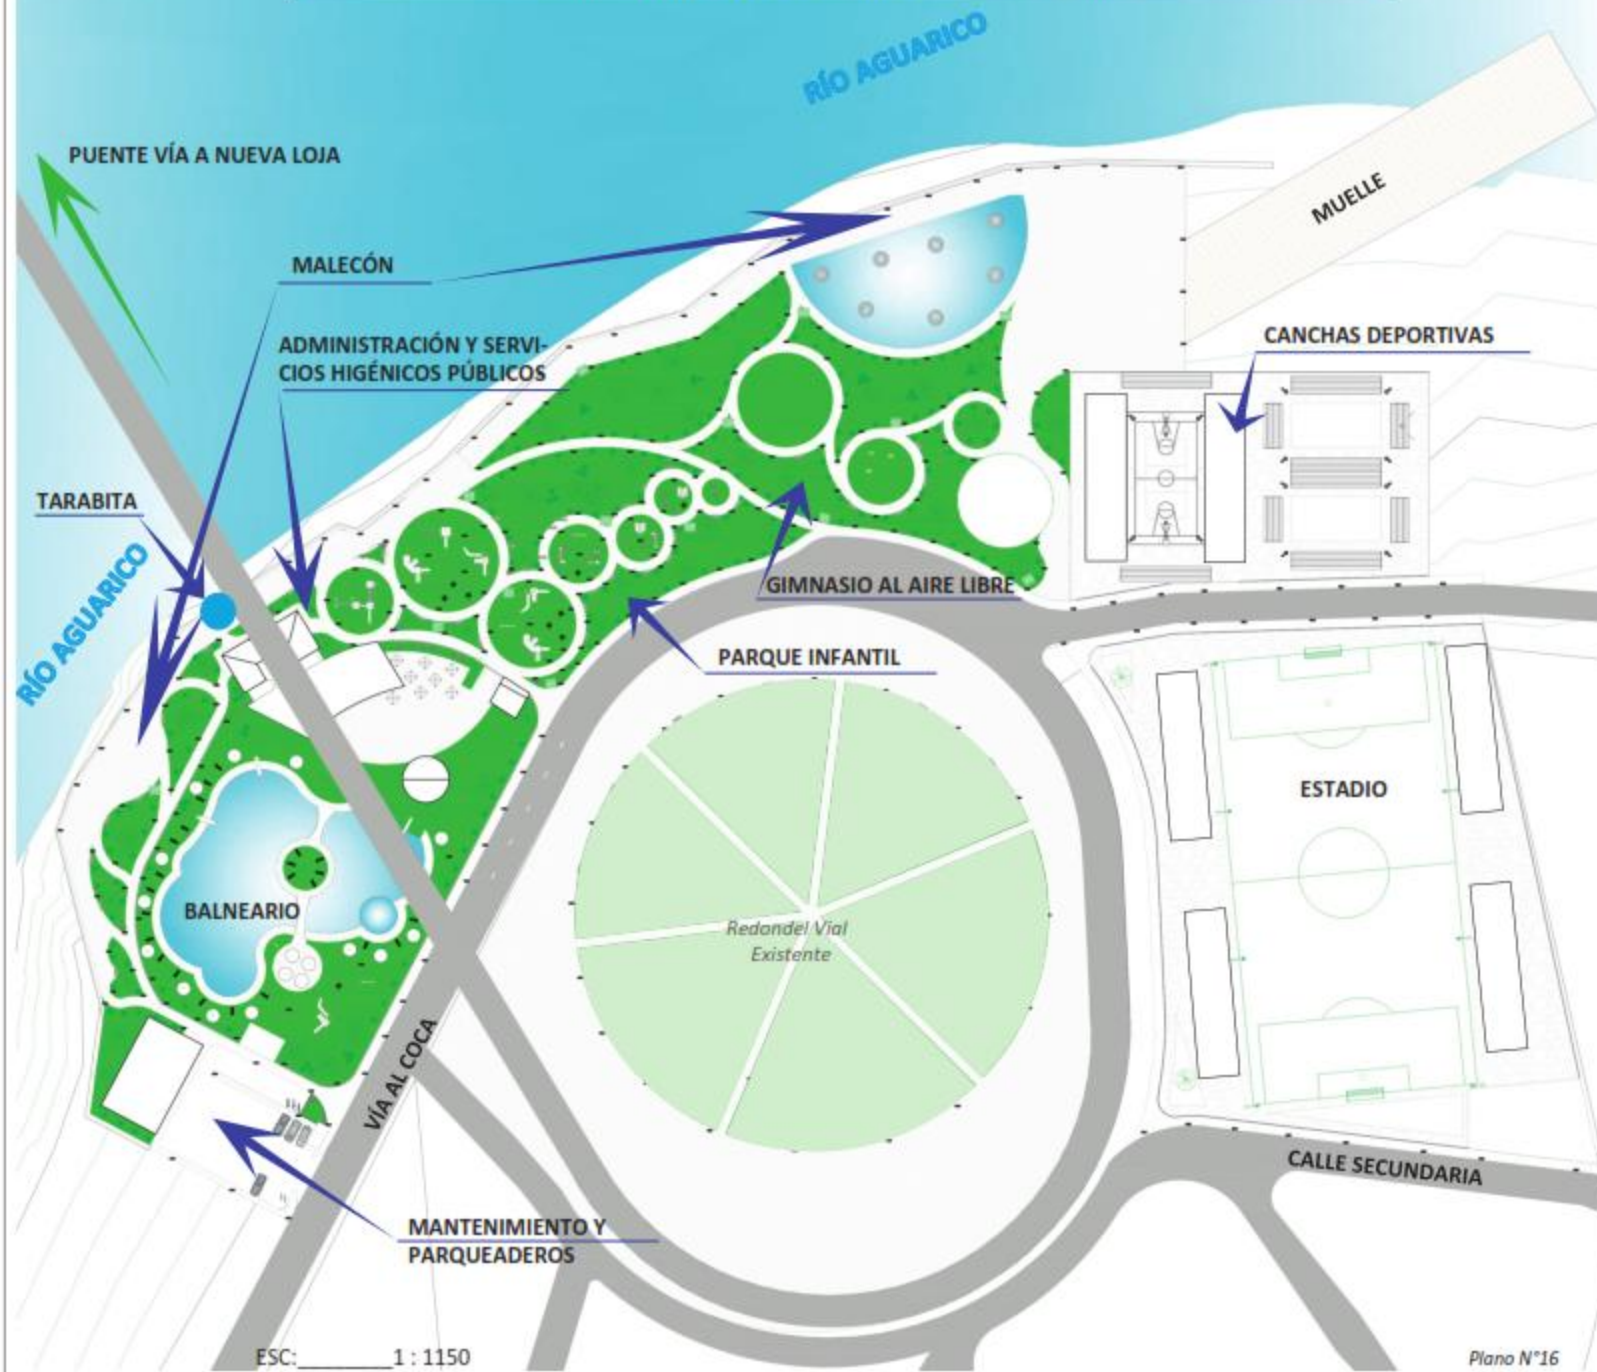 RÍO AGUARICO
PUENTE VÍA A NUEVA LOJA
MUELLE
MALECÓN
ADMINISTRACIÓN Y SERVI-
CIOS HIGÉNICOS PÚBLICOS
CANCHAS DEPORTIVAS
TARABITA
RÍO AGUARICO
GIMNASIO AL AIRE LIBRE
PARQUE INFANTIL
ESTADIO
BALNEARIO
Redondel Vial
Existente
VÍA AL COCA
CALLE SECUNDARIA
MANTENIMIENTO Y
PARQUEADEROS
ESC:________1 : 1150
Plano N°16